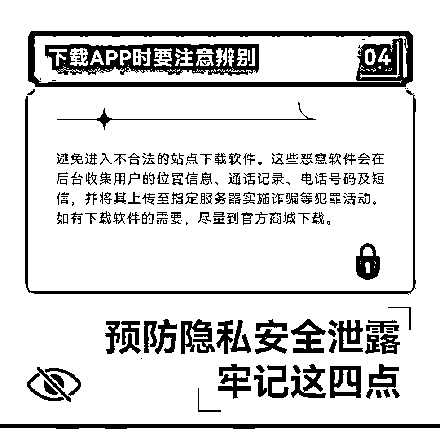 下载APP时要注意辨别
04
避免进入不合法的站点下载软件。这些恶意软件会在
后台收集用户的位置信息、通话记录、电话号码及短
信，并将其上传至指定服务器实施诈骗等犯罪活动。
如有下载软件的需要，尽量到官方商城下载。
预防隐私安全泄露
牢记这四点